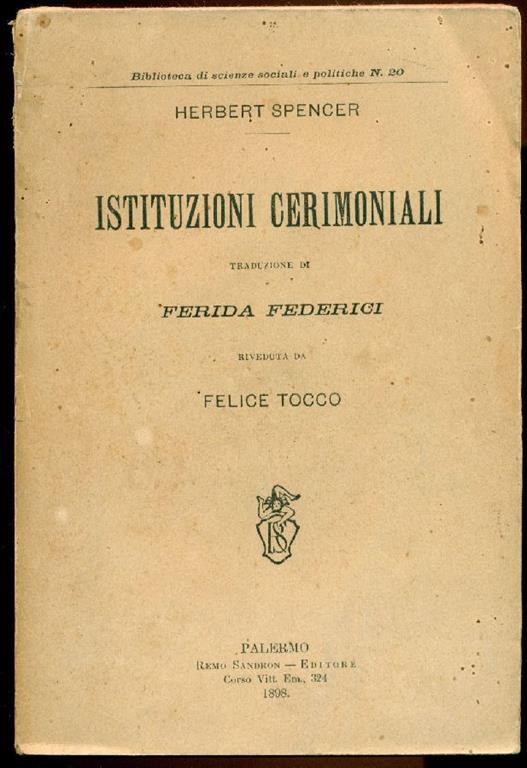 Biblioteca di scienze sociali e politiche N. 20
HERBERT SPENCER
ISTITUZIONI CERIMONIALI
TRADUZIONE DI
FERIDA FEDERICI
RIVEDUTA DA
FELICE TOCCO
PALERMO
REMO SANDRON — EDITORE
Corso Vitt. Em., 324
1898.